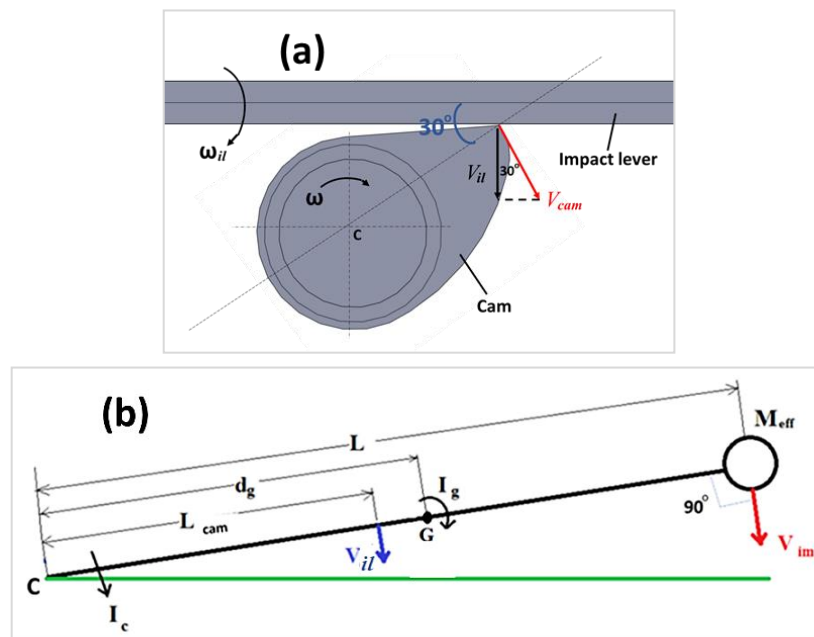 (a)
30°
ω_il
Impact lever
V_il
30°
ω
V_cam
C
Cam
(b)
M_eff
L
d_g
I_g
L_cam
G
90°
V_il
V_im
C
I_c